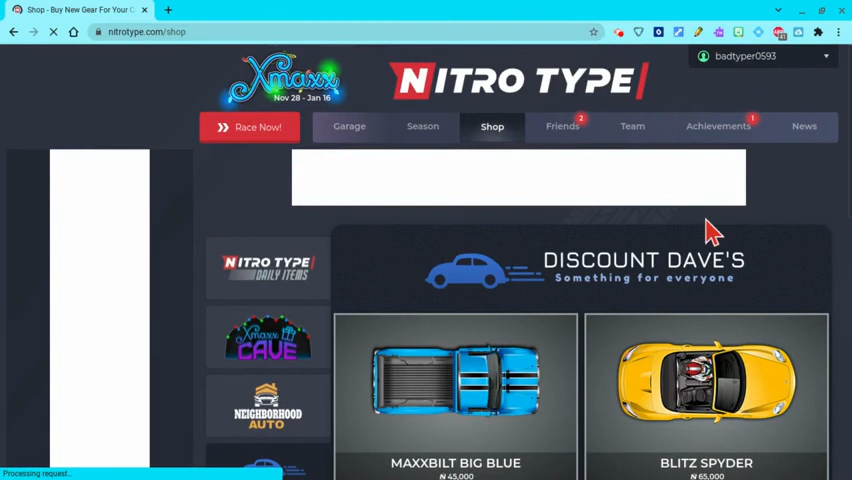 Shop - Buy New Gear For Your C
nitrotype.com/shop
41
Xmaxx
Nov 28 - Jan 16
NITRO TYPE
badtyper0593
Race Now!
Garage
Season
Shop
Friends
2
Team
Achievements
1
News
NITRO TYPE
DAILY ITEMS
Xmaxx
CAVE
NEIGHBORHOOD
AUTO
DISCOUNT DAVE'S
Something for everyone
MAXXBILT BIG BLUE
₦ 45,000
BLITZ SPYDER
₦ 65,000
Processing request...